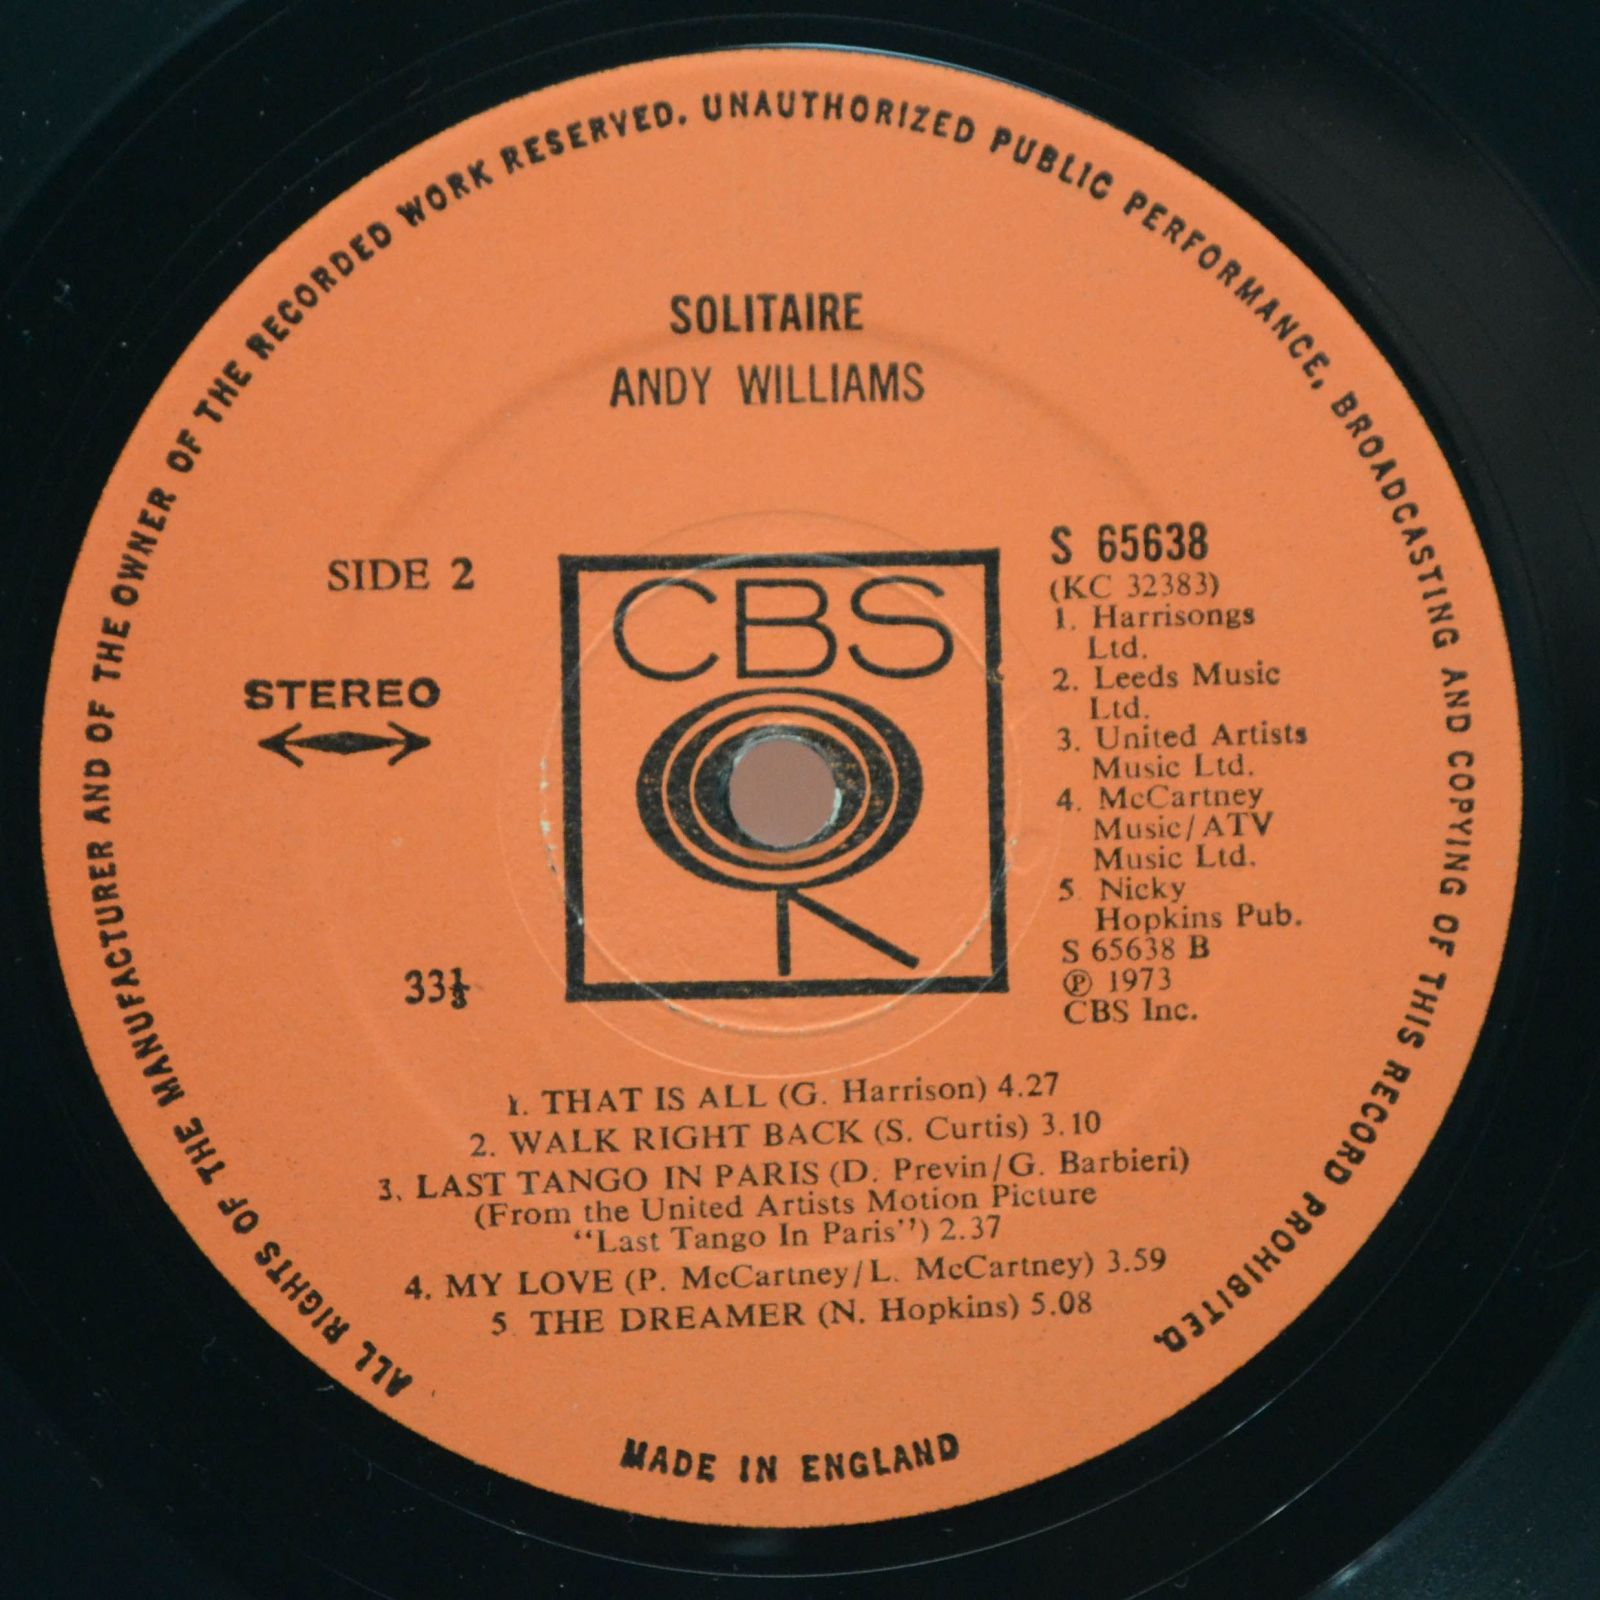 ALL RIGHTS OF THE MANUFACTURER AND OF THE OWNER OF THE RECORDED WORK RESERVED. UNAUTHORIZED PUBLIC PERFORMANCE, BROADCASTING AND COPYING OF THIS RECORD PROHIBITED.
SOLITAIRE
ANDY WILLIAMS
SIDE 2
STEREO
33⅓
CBS
S 65638
(KC 32383)
1. Harrisongs
Ltd.
2. Leeds Music
Ltd.
3. United Artists
Music Ltd.
4. McCartney
Music/ATV
Music Ltd.
5 Nicky
Hopkins Pub.
S 65638 B
Ⓟ 1973
CBS Inc.
1. THAT IS ALL (G. Harrison) 4.27
2. WALK RIGHT BACK (S. Curtis) 3.10
3. LAST TANGO IN PARIS (D. Previn/G. Barbieri)
(From the United Artists Motion Picture
“Last Tango In Paris”) 2.37
4. MY LOVE (P. McCartney/L. McCartney) 3.59
5 THE DREAMER (N. Hopkins) 5.08
MADE IN ENGLAND